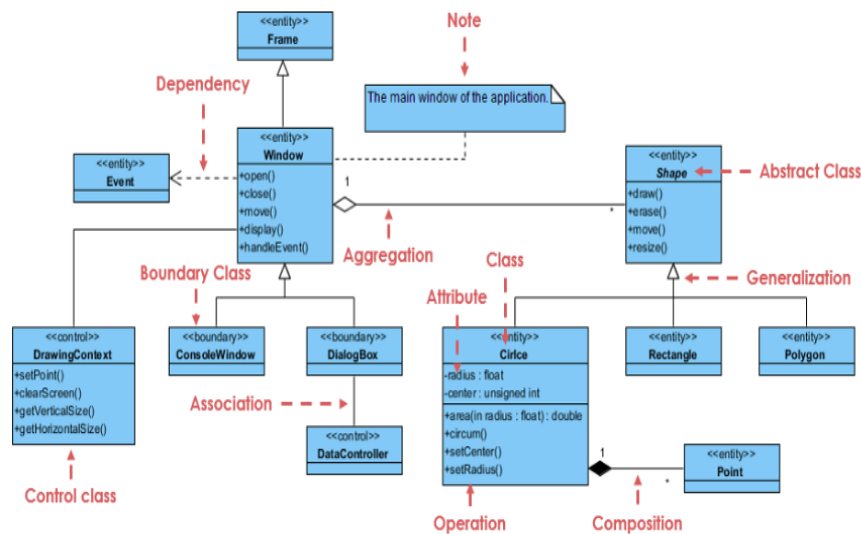 <<entity>>
Frame
Note
Dependency
The main window of the application.
<<entity>>
Window
+open()
+close()
+move()
+display()
+handleEvent()
<<entity>>
Event
1
*
Aggregation
<<entity>>
Shape
+draw()
+erase()
+move()
+resize()
Abstract Class
Boundary Class
Class
Attribute
Generalization
<<control>>
DrawingContext
+setPoint()
+clearScreen()
+getVerticalSize()
+getHorizontalSize()
Control class
<<boundary>>
ConsoleWindow
<<boundary>>
DialogBox
Association
<<control>>
DataController
<<entity>>
Cirlce
-radius : float
-center : unsigned int
+area(in radius : float) : double
+circum()
+setCenter()
+setRadius()
Operation
<<entity>>
Rectangle
<<entity>>
Polygon
1
*
Composition
<<entity>>
Point